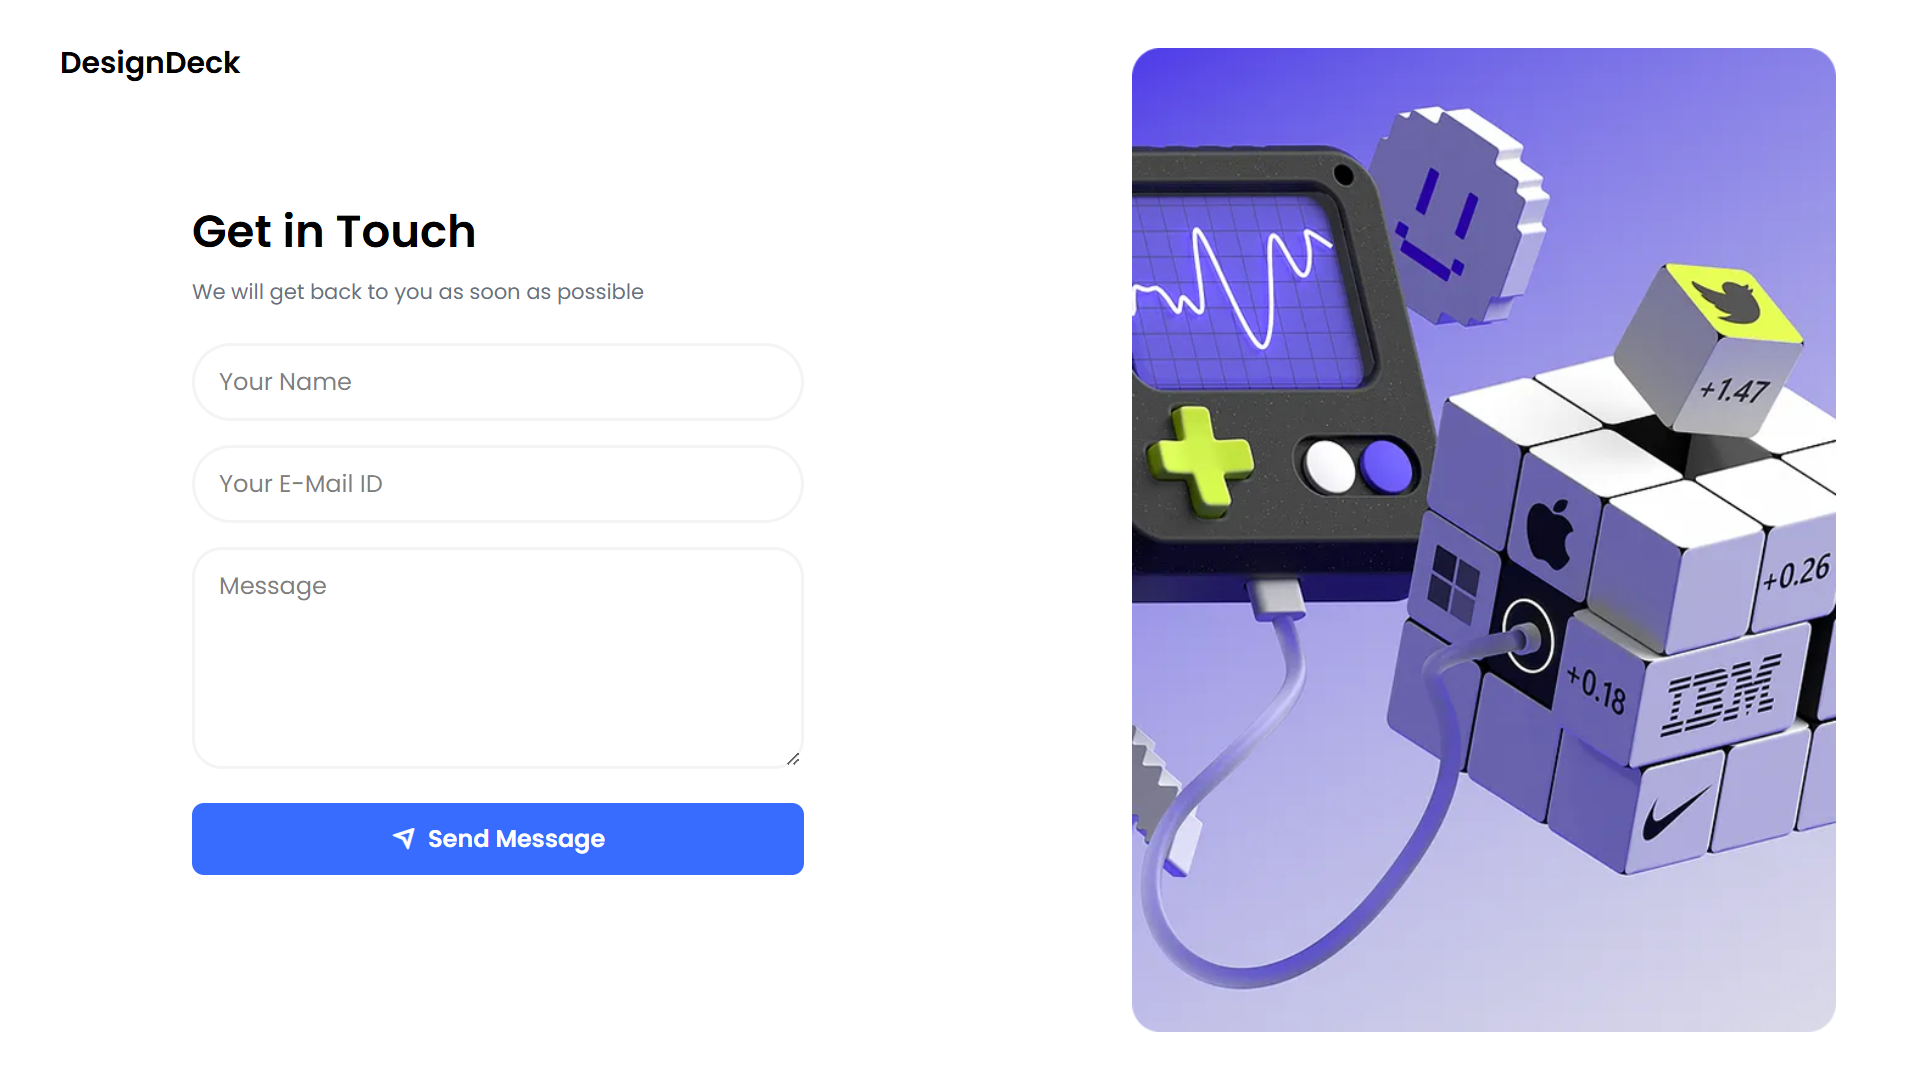 DesignDeck
Get in Touch
We will get back to you as soon as possible
Your Name
Your E-Mail ID
Message
Send Message
+1.47
+0.26
+0.18
IBM